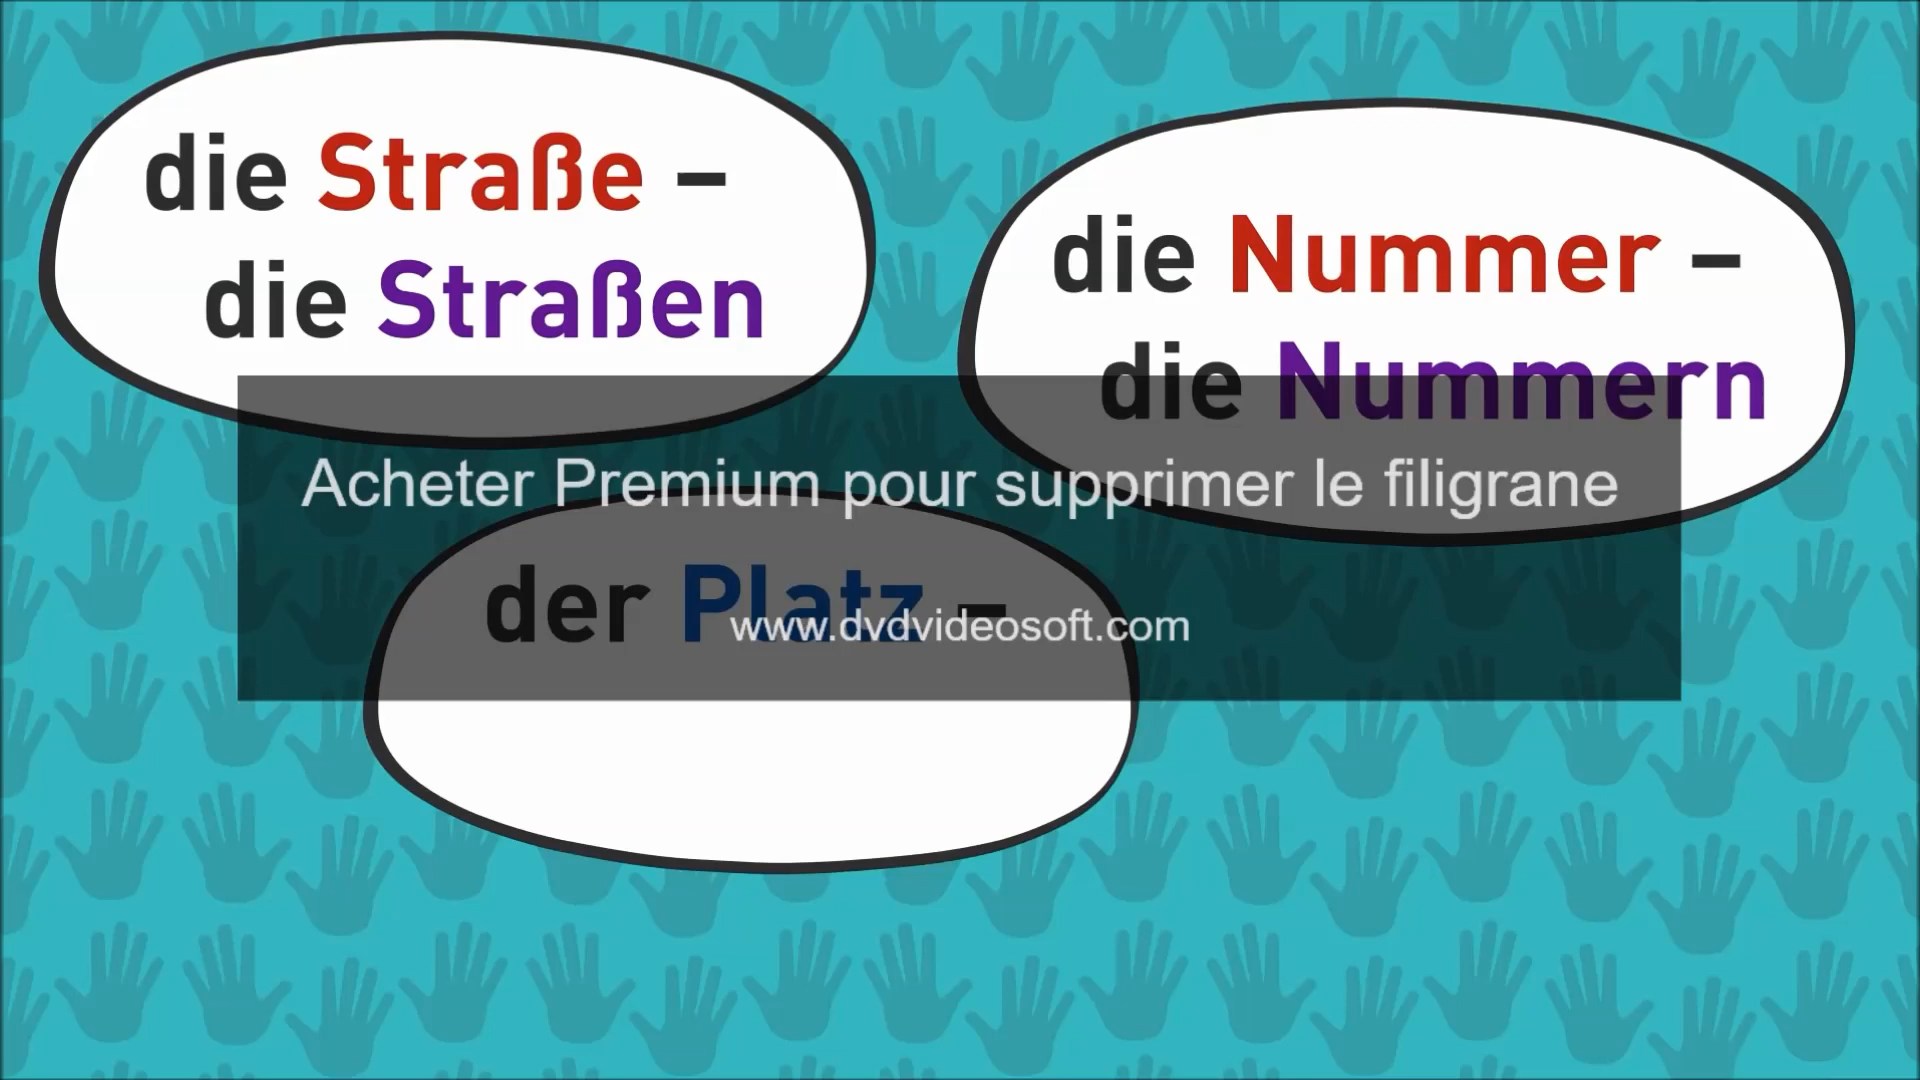 die Straße –
die Straßen
die Nummer –
die Nummern
Acheter Premium pour supprimer le filigrane
der Platz –
www.dvdvideosoft.com